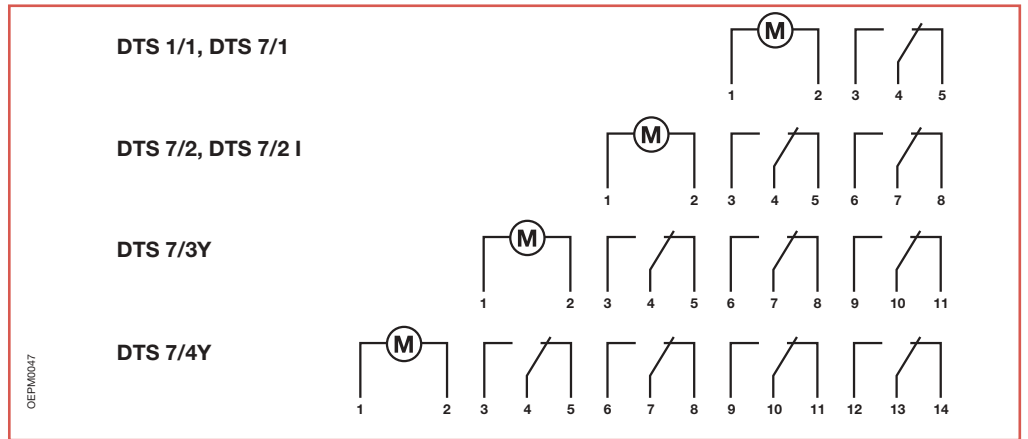 DTS 1/1, DTS 7/1
M
1 2 3 4 5
DTS 7/2, DTS 7/2 I
M
1 2 3 4 5 6 7 8
DTS 7/3Y
M
1 2 3 4 5 6 7 8 9 10 11
DTS 7/4Y
M
1 2 3 4 5 6 7 8 9 10 11 12 13 14
OEPM0047